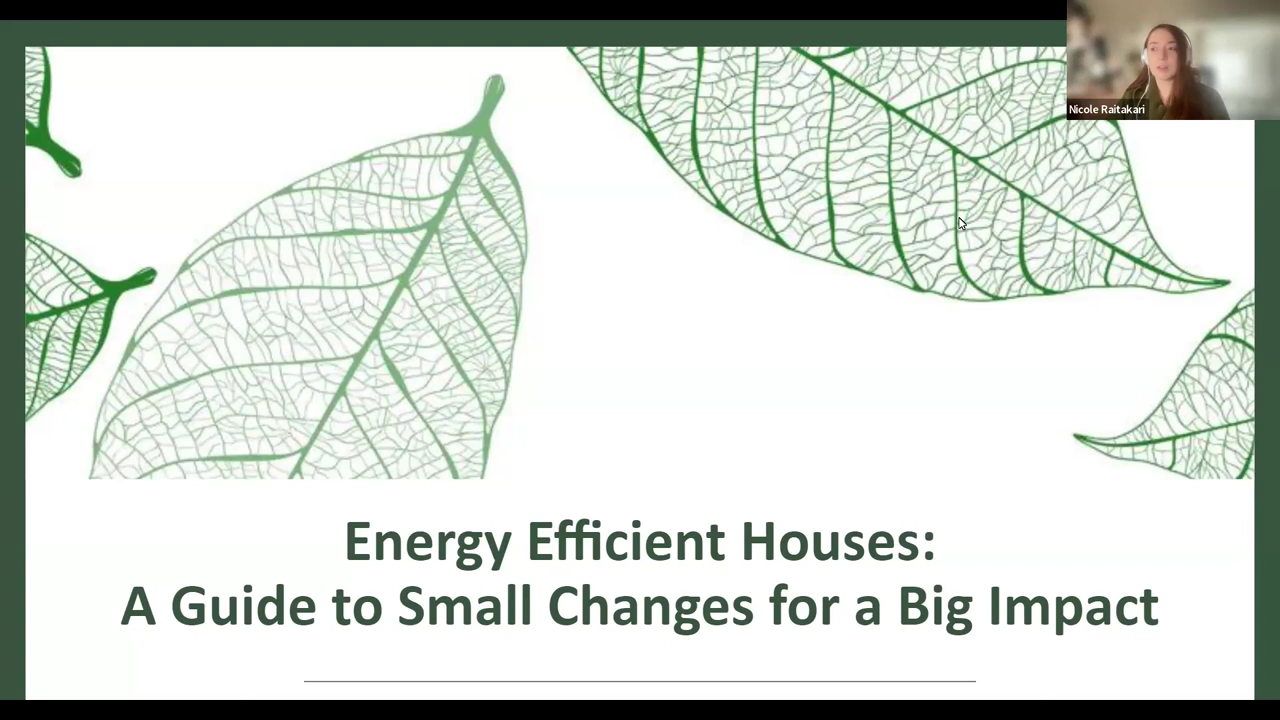 Nicole Raitakari
Energy Efficient Houses:
A Guide to Small Changes for a Big Impact